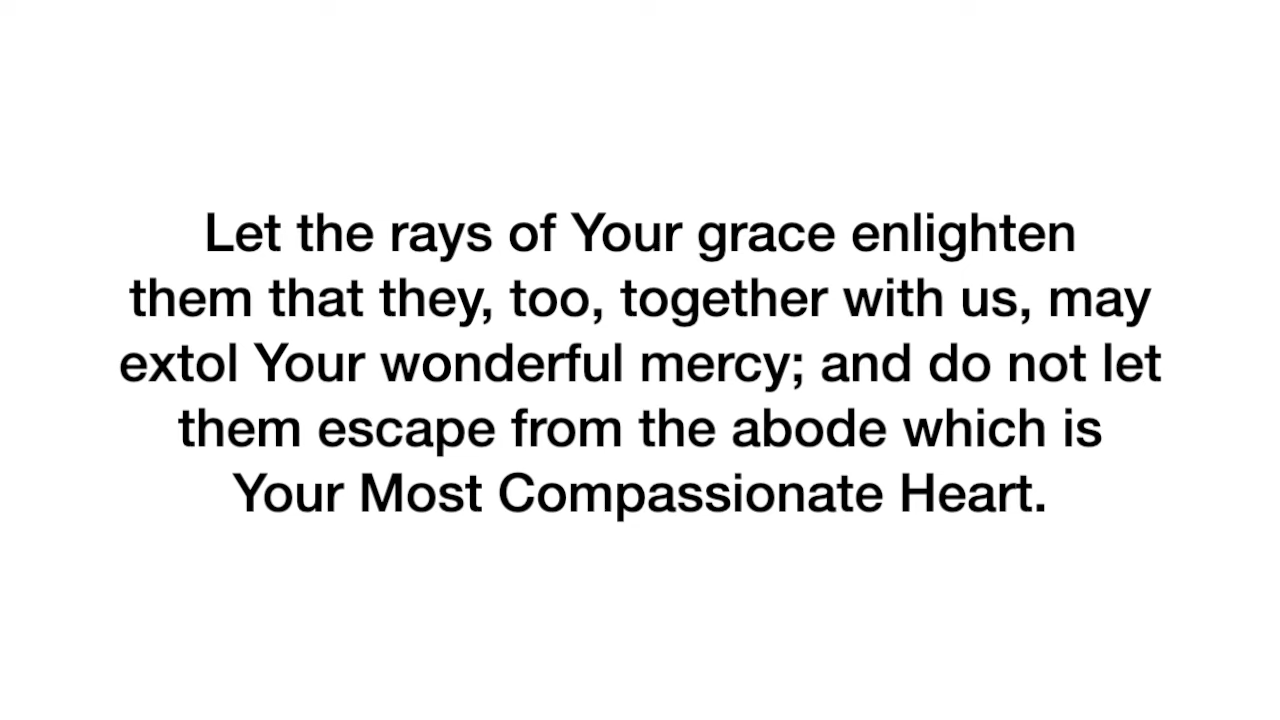 Let the rays of Your grace enlighten
them that they, too, together with us, may
extol Your wonderful mercy; and do not let
them escape from the abode which is
Your Most Compassionate Heart.